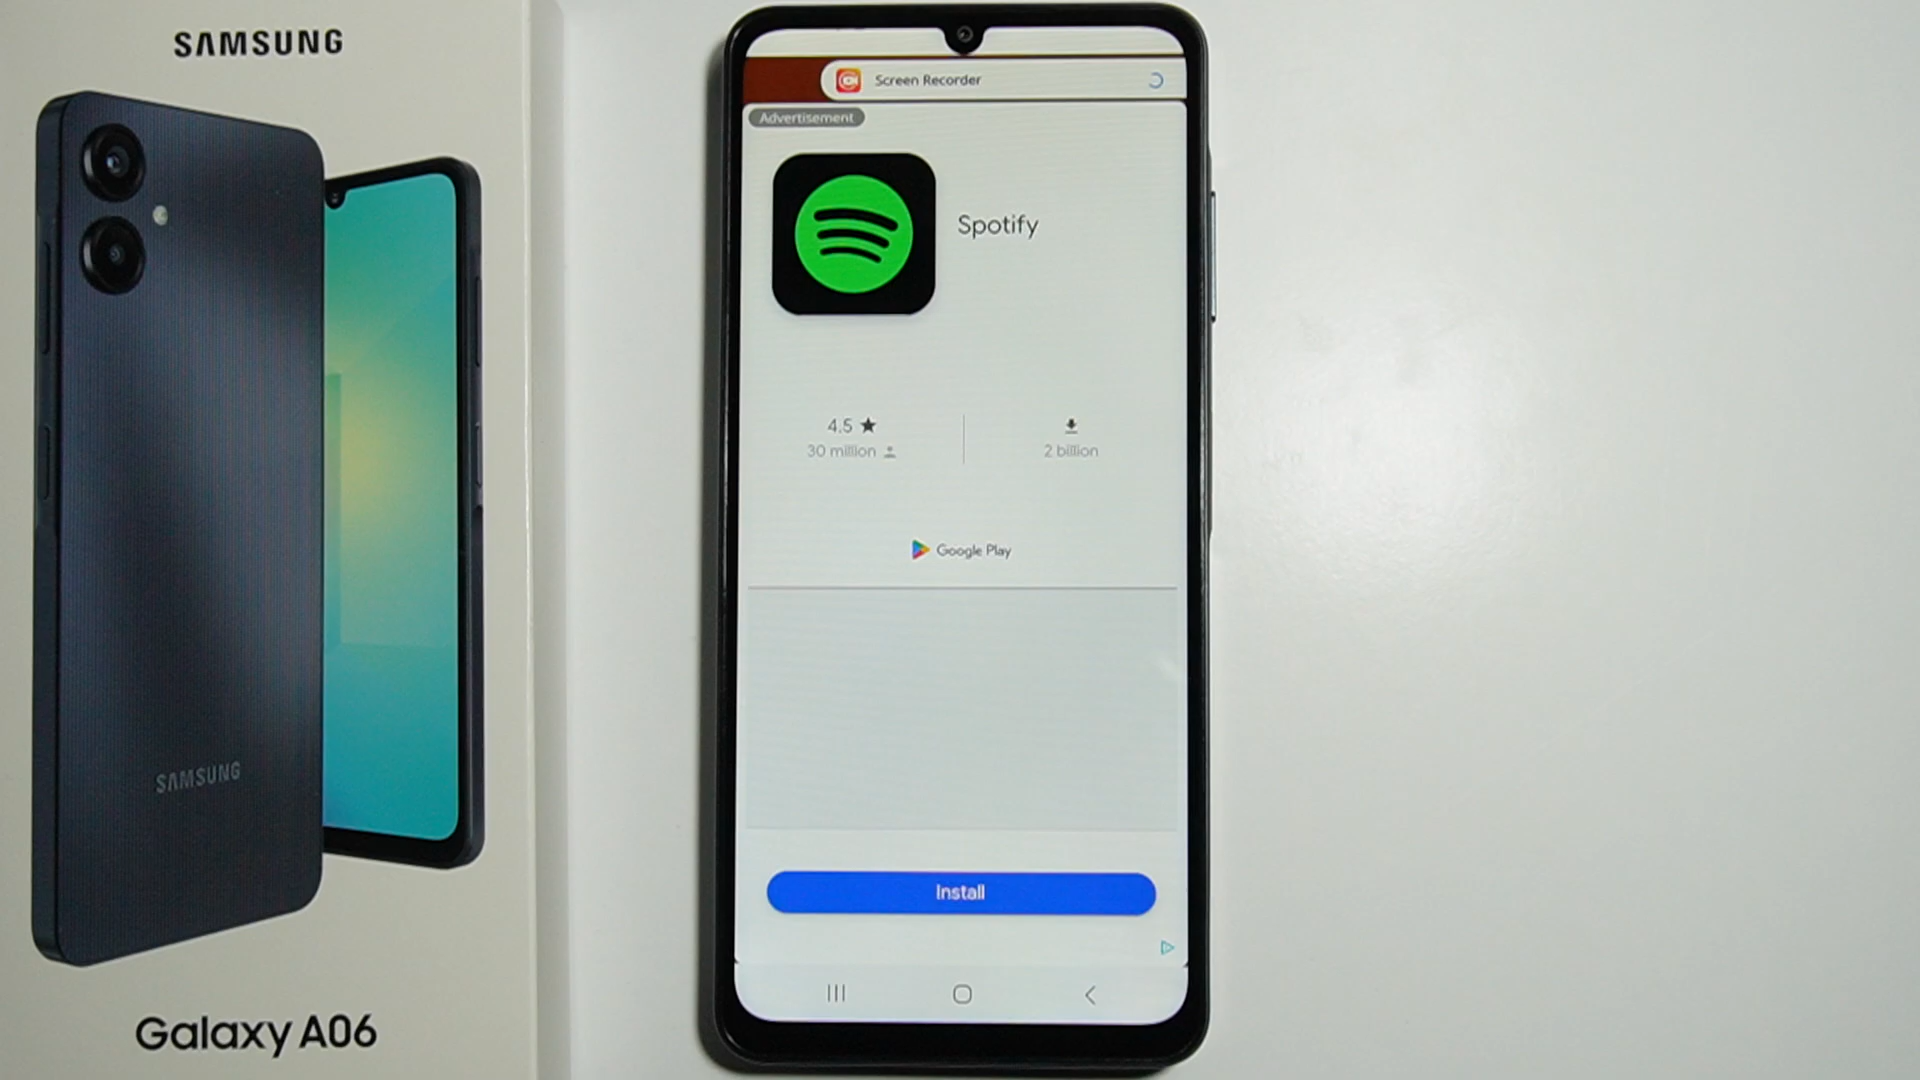 SAMSUNG
SAMSUNG
Galaxy A06
Screen Recorder
Advertisement
Spotify
4.5 ★
30 million
2 billion
Google Play
Install